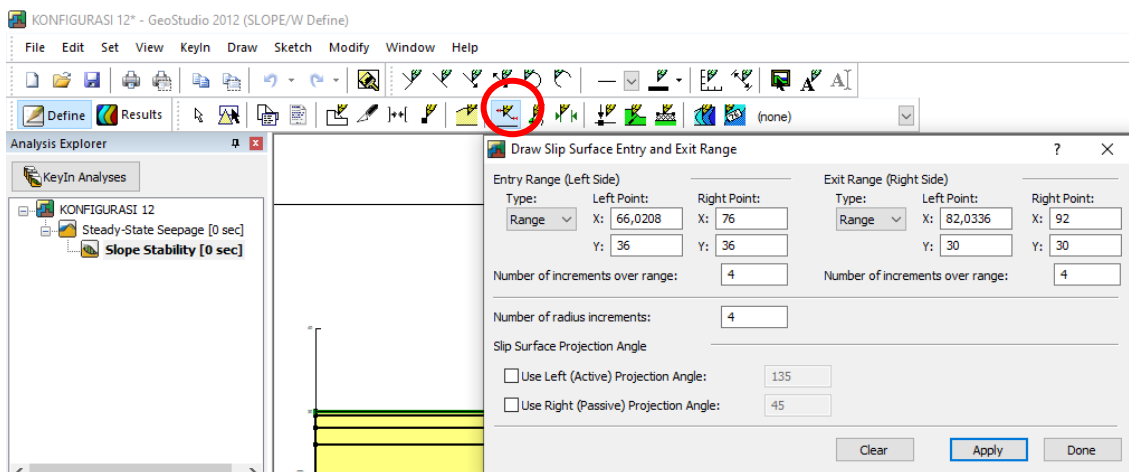 KONFIGURASI 12* - GeoStudio 2012 (SLOPE/W Define)
File Edit Set View KeyIn Draw Sketch Modify Window Help
Define Results (none)
Analysis Explorer
KeyIn Analyses
KONFIGURASI 12
Steady-State Seepage [0 sec]
Slope Stability [0 sec]
Draw Slip Surface Entry and Exit Range ?
Entry Range (Left Side) Exit Range (Right Side)
Type: Left Point: Right Point: Type: Left Point: Right Point:
Range X: 66,0208 X: 76 Range X: 82,0336 X: 92
Y: 36 Y: 36 Y: 30 Y: 30
Number of increments over range: 4 Number of increments over range: 4
Number of radius increments: 4
Slip Surface Projection Angle
Use Left (Active) Projection Angle: 135
Use Right (Passive) Projection Angle: 45
Clear Apply Done